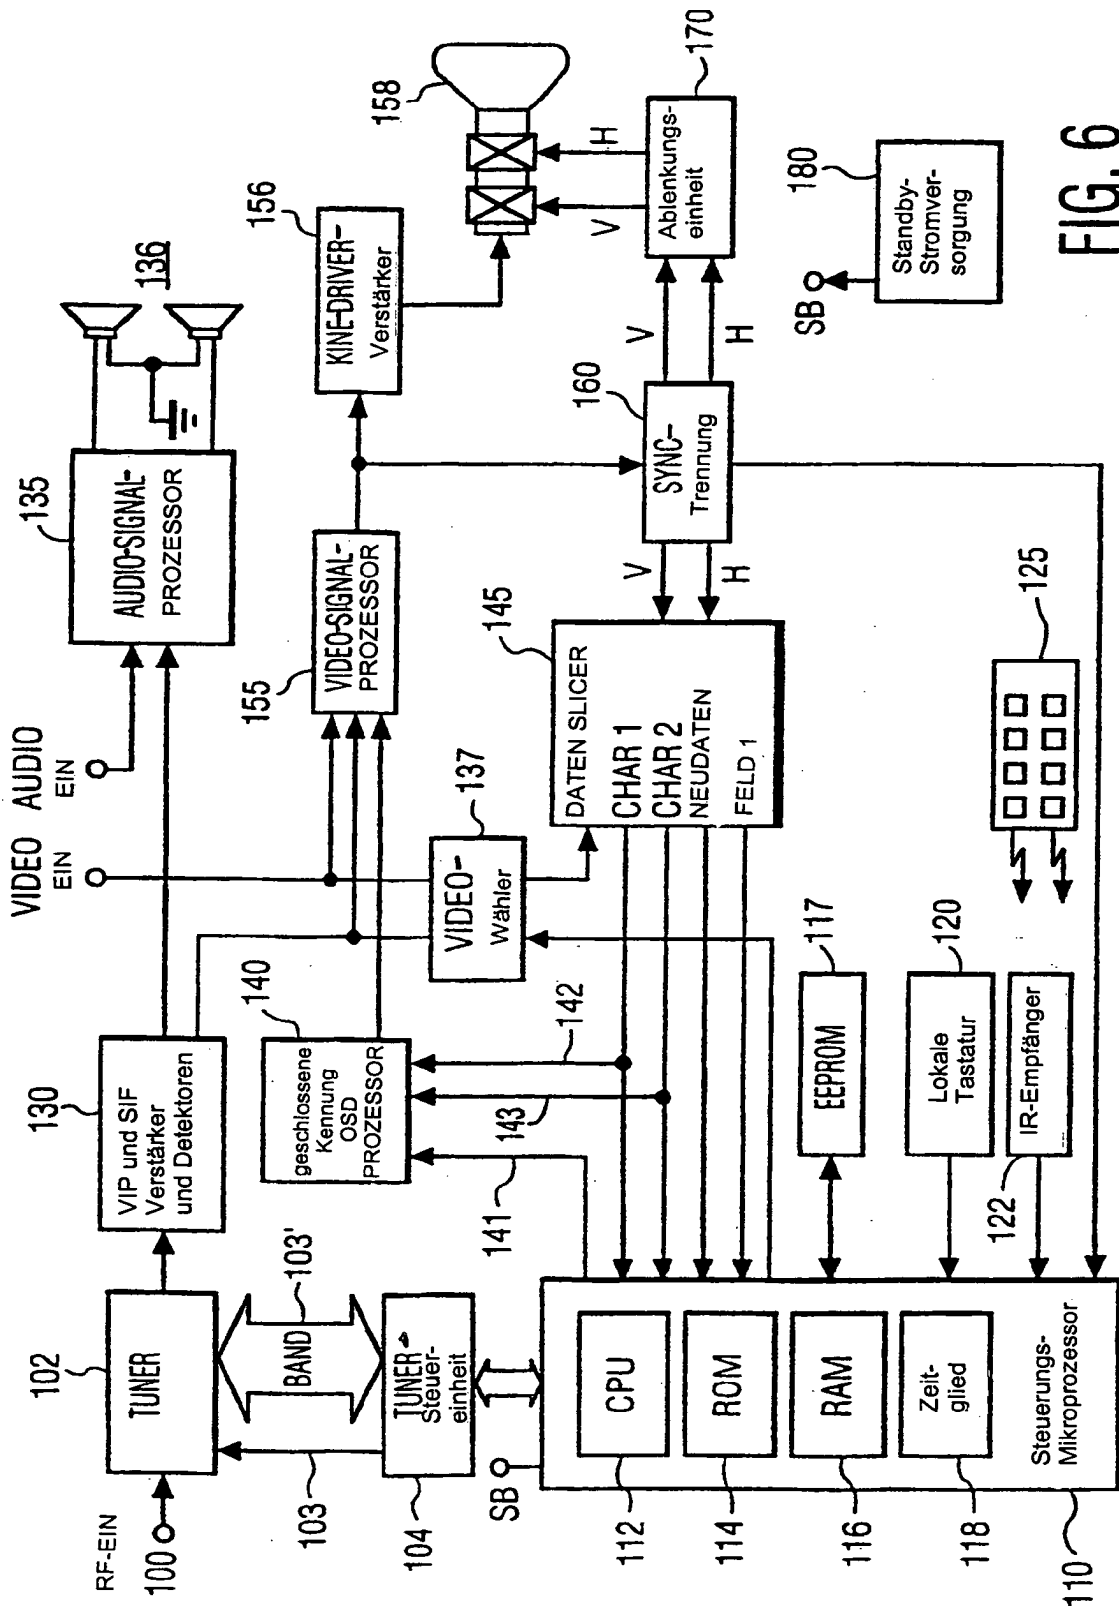 FIG. 6
RF-EIN
100
102
TUNER
103
BAND
103'
104
TUNER-
Steuer-
einheit
SB
130
VIP und SIF
Verstärker
und Detektoren
VIDEO
EIN
AUDIO
EIN
135
AUDIO-SIGNAL-
PROZESSOR
136
140
geschlossene
Kennung
OSD
PROZESSOR
141
143
142
137
VIDEO-
Wähler
155
VIDEO-SIGNAL-
PROZESSOR
156
KINE-DRIVER-
Verstärker
158
145
DATEN SLICER
CHAR 1
CHAR 2
NEUDATEN
FELD 1
V
H
160
SYNC-
Trennung
V
H
V
H
170
Ablenkungs-
einheit
SB
180
Standby-
Stromver-
sorgung
110
Steuerungs-
Mikroprozessor
112
CPU
114
ROM
116
RAM
118
Zeit-
glied
117
EEPROM
120
Lokale
Tastatur
122
IR-Empfänger
125